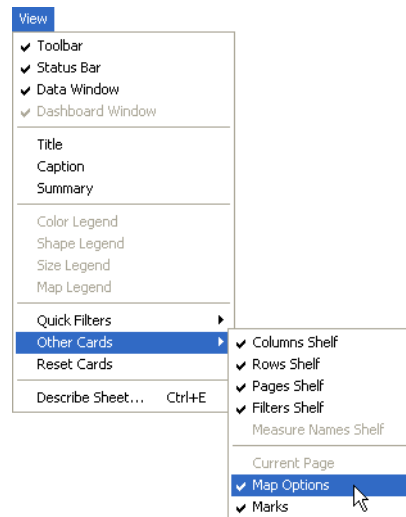 View
Toolbar
Status Bar
Data Window
Dashboard Window
Title
Caption
Summary
Color Legend
Shape Legend
Size Legend
Map Legend
Quick Filters
Other Cards
Reset Cards
Describe Sheet... Ctrl+E
Columns Shelf
Rows Shelf
Pages Shelf
Filters Shelf
Measure Names Shelf
Current Page
Map Options
Marks